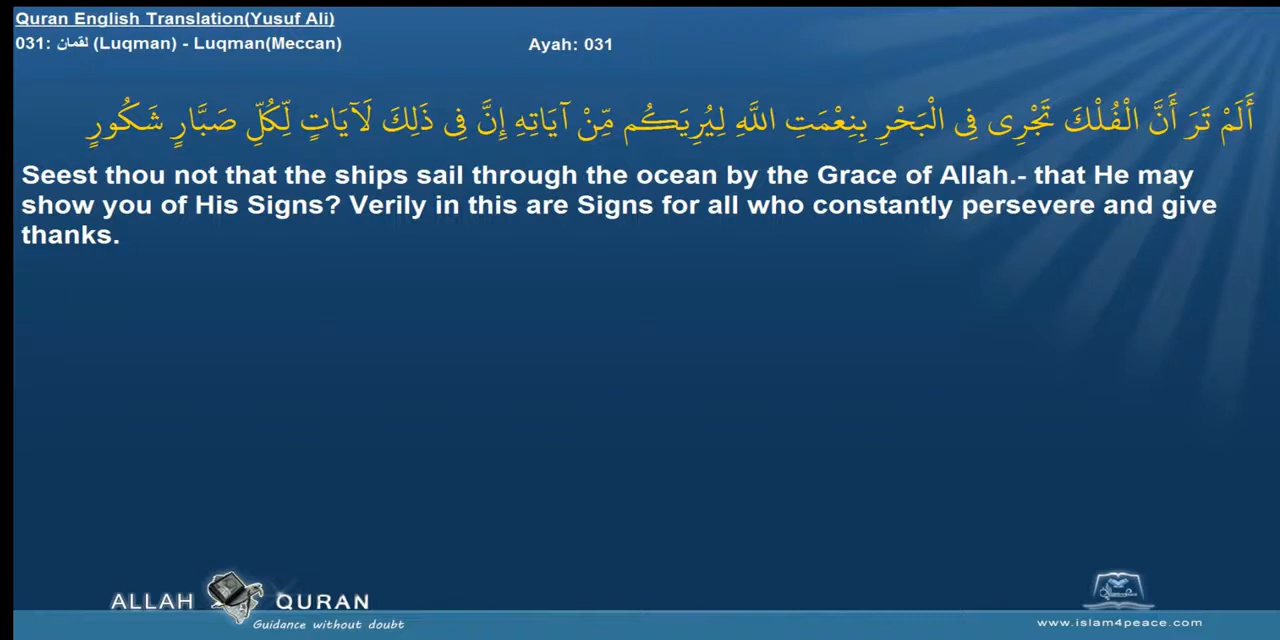 Quran English Translation(Yusuf Ali)
031: لقمان (Luqman) - Luqman(Meccan)
Ayah: 031
أَلَمْ تَرَ أَنَّ الْفُلْكَ تَجْرِى فِى الْبَحْرِ بِنِعْمَتِ اللَّهِ لِيُرِيَكُم مِّنْ آيَاتِهِ إِنَّ فِى ذَلِكَ لَآيَاتٍ لِّكُلِّ صَبَّارٍ شَكُورٍ
Seest thou not that the ships sail through the ocean by the Grace of Allah.- that He may
show you of His Signs? Verily in this are Signs for all who constantly persevere and give
thanks.
ALLAH QURAN
Guidance without doubt
www.islam4peace.com